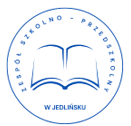 ZESPÓŁ SZKOLNO - PRZEDSZKOLNY
W JEDLIŃSKU